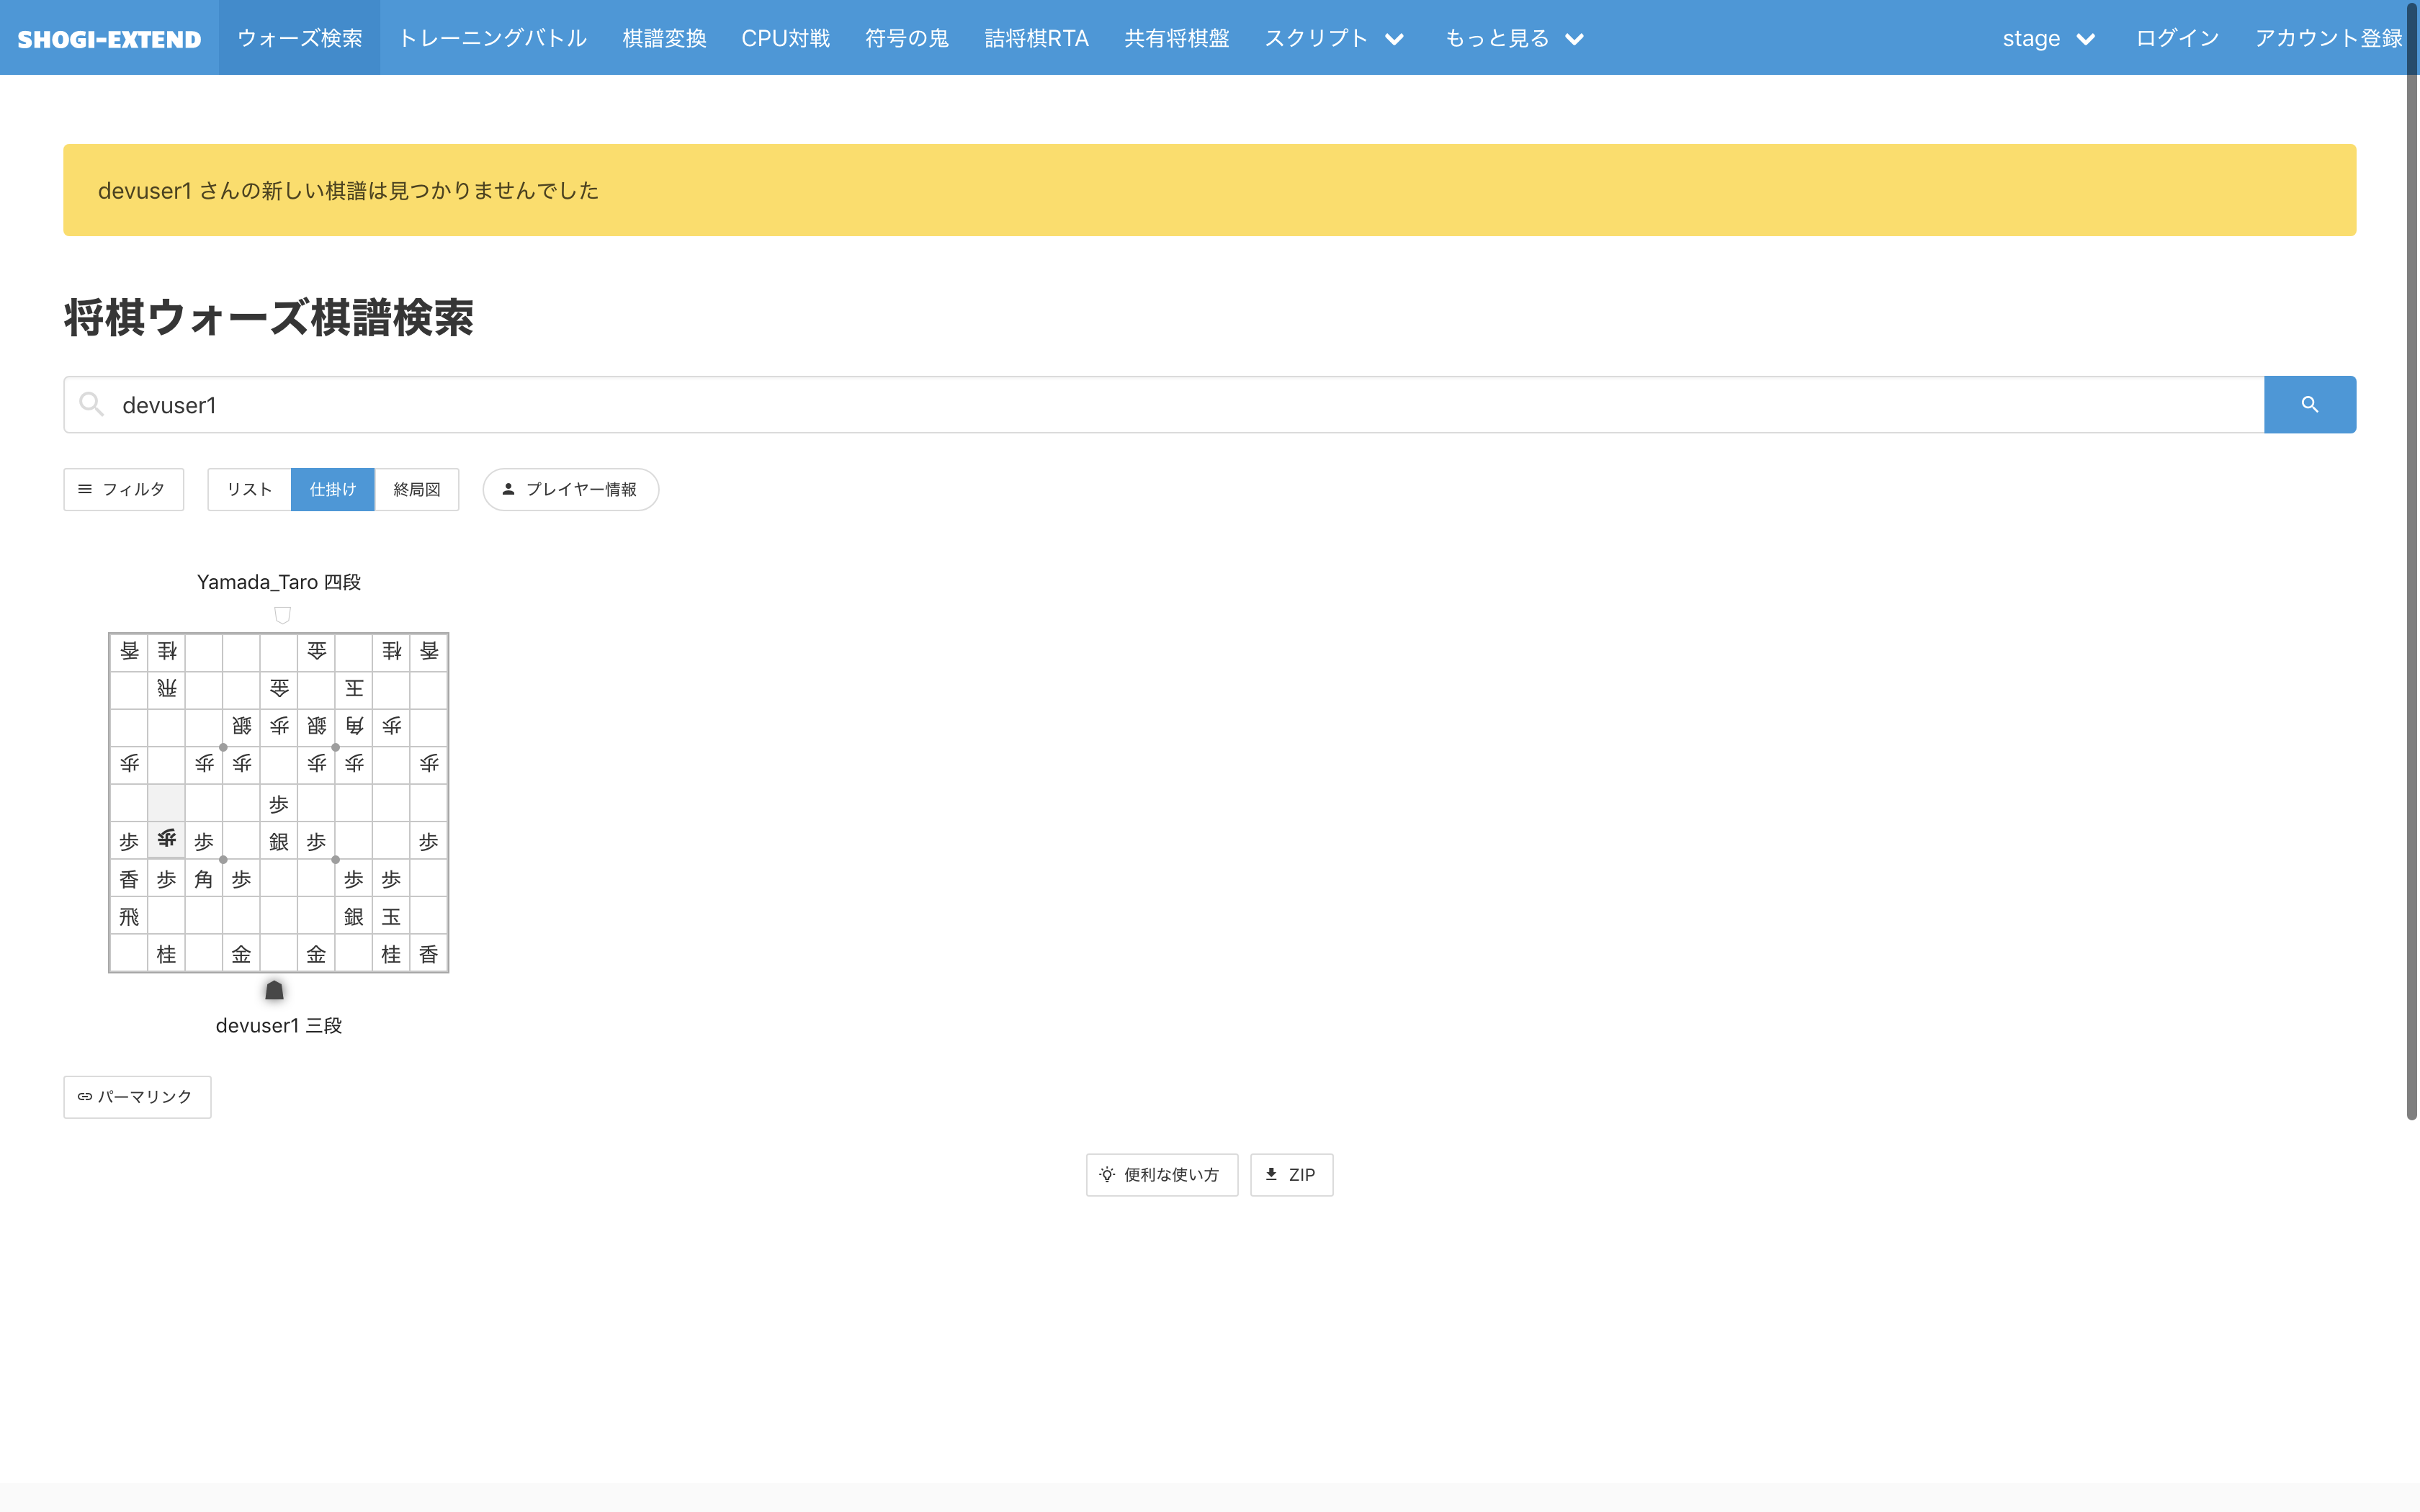 SHOGI-EXTEND ウォーズ検索 トレーニングバトル 棋譜変換 CPU対戦 符号の鬼 詰将棋RTA 共有将棋盤 スクリプト もっと見る stage ログイン アカウント登録
devuser1 さんの新しい棋譜は見つかりませんでした
将棋ウォーズ棋譜検索
devuser1
フィルタ リスト 仕掛け 終局図 プレイヤー情報
Yamada_Taro 四段
香 桂 金 桂 香
飛 金 玉
銀 歩 銀 角 歩
歩 歩 歩 歩 歩 歩
歩
歩 歩 歩 銀 歩 歩
香 歩 角 歩 歩 歩
飛 銀 玉
桂 金 金 桂 香
devuser1 三段
パーマリンク
便利な使い方 ZIP